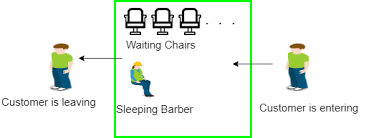 Waiting Chairs
Customer is leaving
Sleeping Barber
Customer is entering